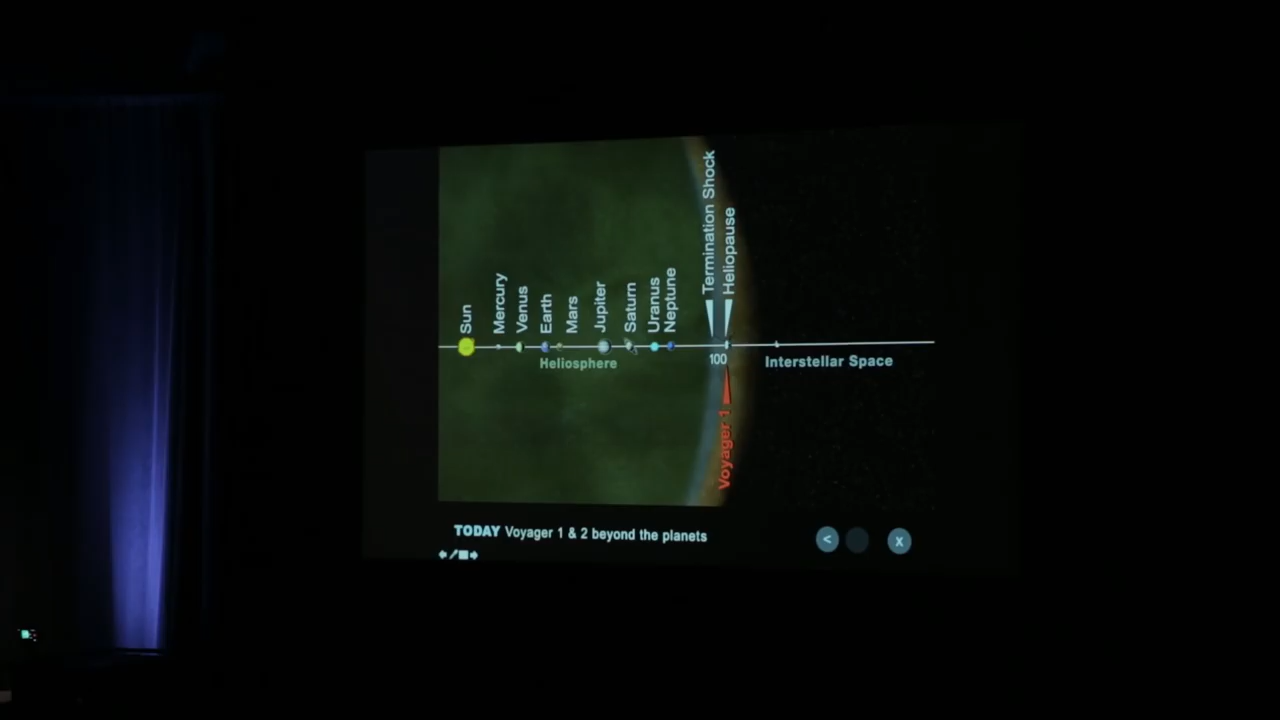 Sun
Mercury
Venus
Earth
Mars
Jupiter
Saturn
Uranus
Neptune
Termination Shock
Heliopause
Heliosphere
100
Interstellar Space
Voyager 1
TODAY Voyager 1 & 2 beyond the planets
< X